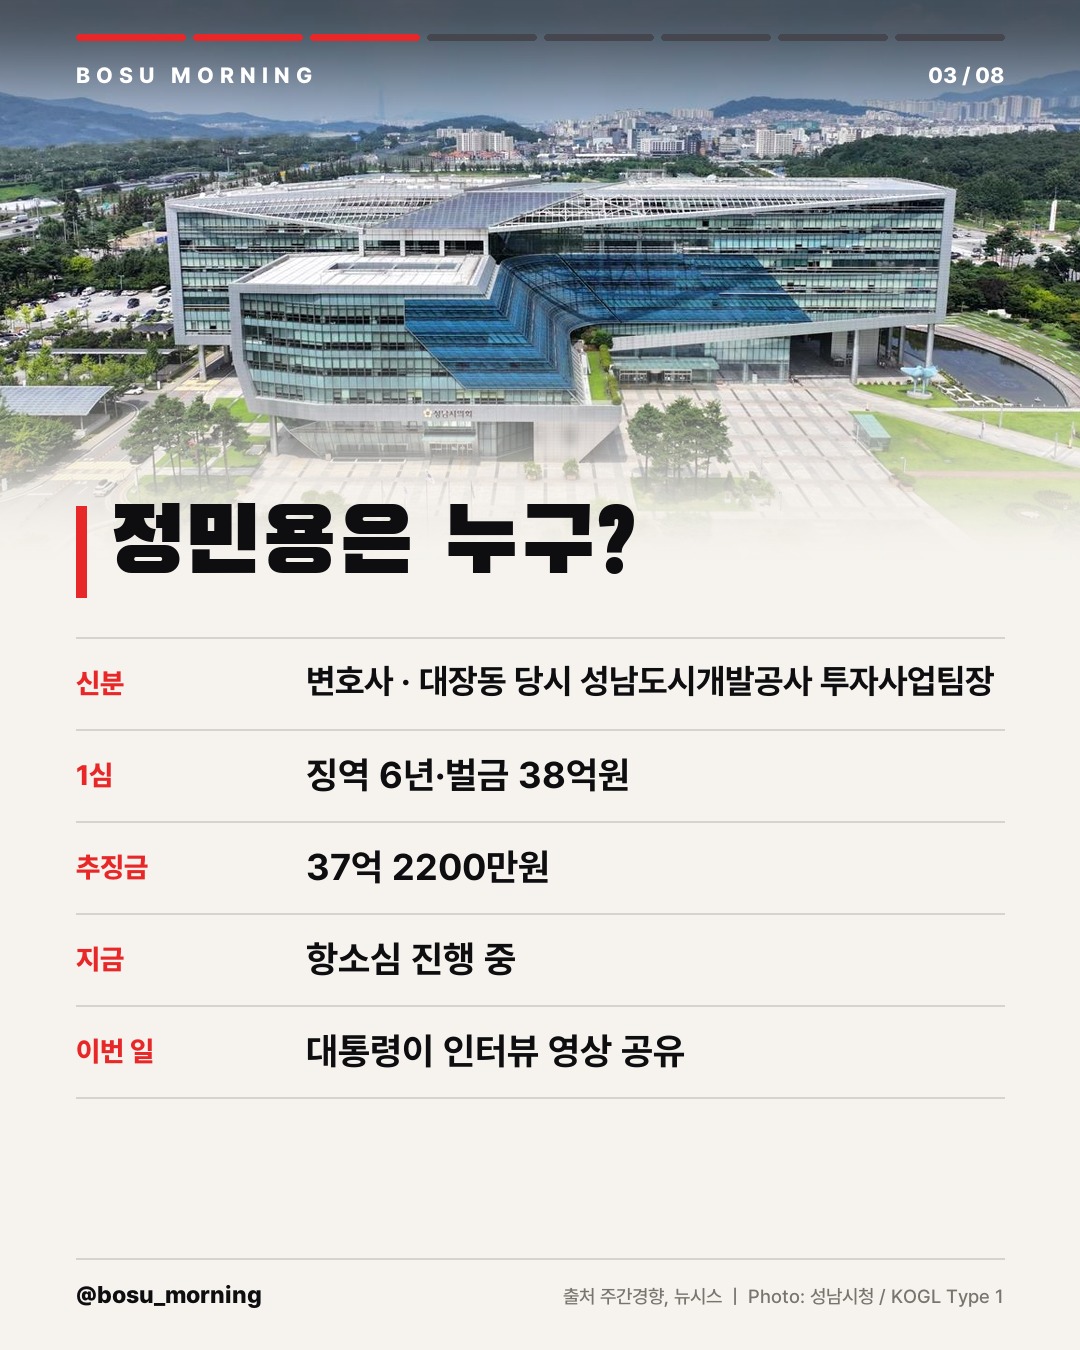 BOSU MORNING
03 / 08
성남시의회
정민용은 누구?
신분
변호사 · 대장동 당시 성남도시개발공사 투자사업팀장
1심
징역 6년·벌금 38억원
추징금
37억 2200만원
지금
항소심 진행 중
이번 일
대통령이 인터뷰 영상 공유
@bosu_morning
출처 주간경향, 뉴시스 | Photo: 성남시청 / KOGL Type 1